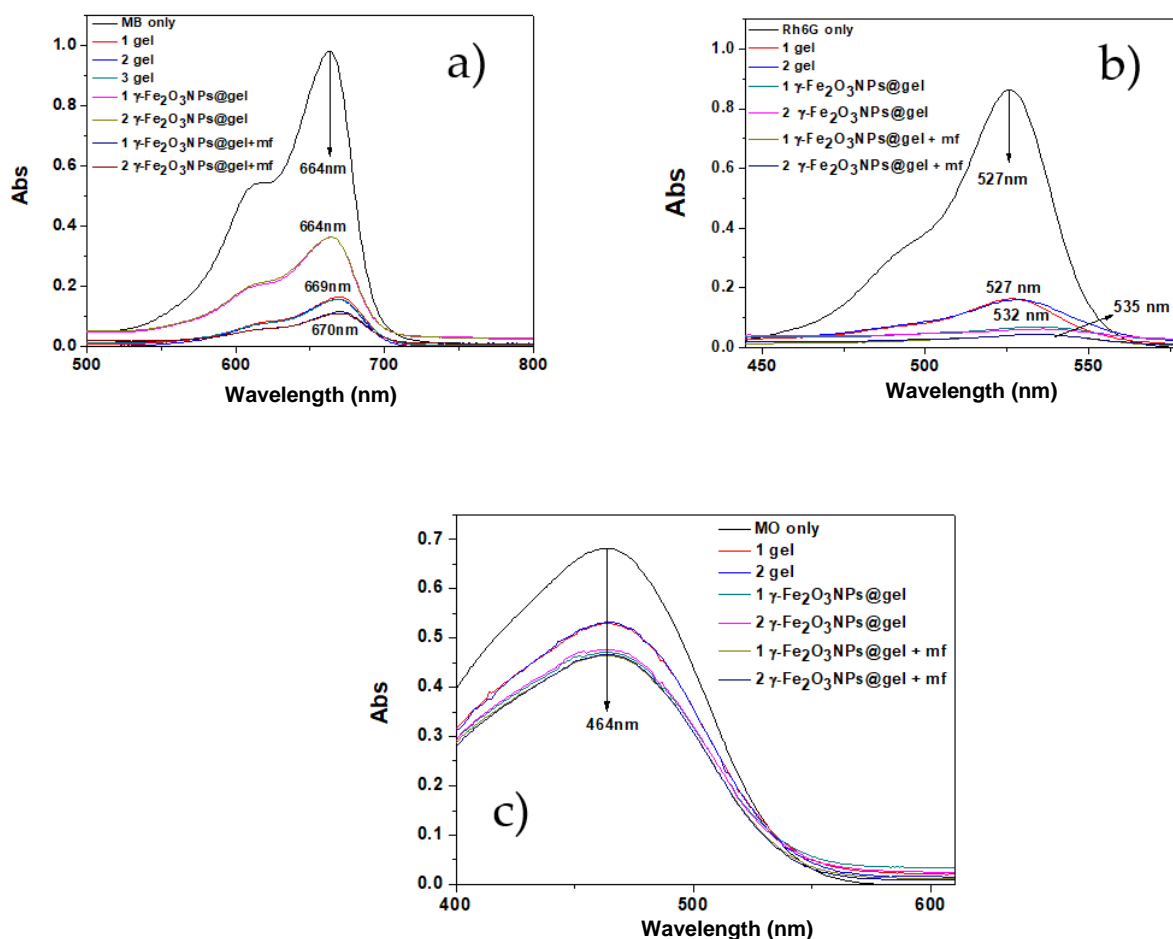 MB only
1 gel
2 gel
3 gel
1 γ-Fe₂O₃NPs@gel
2 γ-Fe₂O₃NPs@gel
1 γ-Fe₂O₃NPs@gel+mf
2 γ-Fe₂O₃NPs@gel+mf
a)
1.0
0.8
0.6
0.4
0.2
0.0
Abs
664nm
664nm
669nm
670nm
500 600 700 800
Wavelength (nm)
Rh6G only
1 gel
2 gel
1 γ-Fe₂O₃NPs@gel
2 γ-Fe₂O₃NPs@gel
1 γ-Fe₂O₃NPs@gel + mf
2 γ-Fe₂O₃NPs@gel + mf
b)
1.0
0.8
0.6
0.4
0.2
0.0
Abs
527nm
527 nm
532 nm
535 nm
450 500 550
Wavelength (nm)
MO only
1 gel
2 gel
1 γ-Fe₂O₃NPs@gel
2 γ-Fe₂O₃NPs@gel
1 γ-Fe₂O₃NPs@gel + mf
2 γ-Fe₂O₃NPs@gel + mf
0.7
0.6
0.5
0.4
0.3
0.2
0.1
0.0
Abs
464nm
c)
400 500 600
Wavelength (nm)